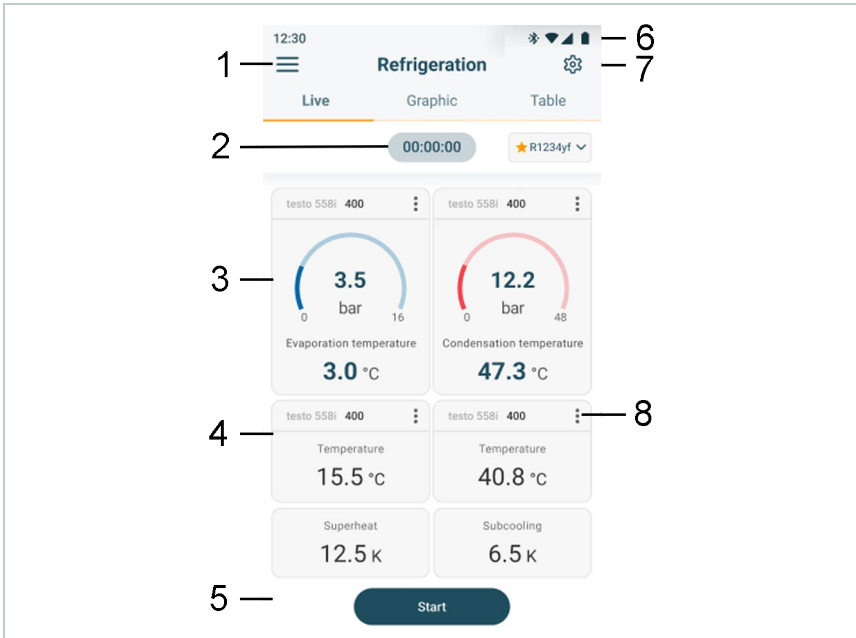 12:30
6
1
Refrigeration
7
Live Graphic Table
2
00:00:00
R1234yf
testo 558i 400
testo 558i 400
3
3.5
bar
0 16
Evaporation temperature
3.0 °C
12.2
bar
0 48
Condensation temperature
47.3 °C
4
testo 558i 400
Temperature
15.5 °C
testo 558i 400
8
Temperature
40.8 °C
Superheat
12.5 K
Subcooling
6.5 K
5
Start